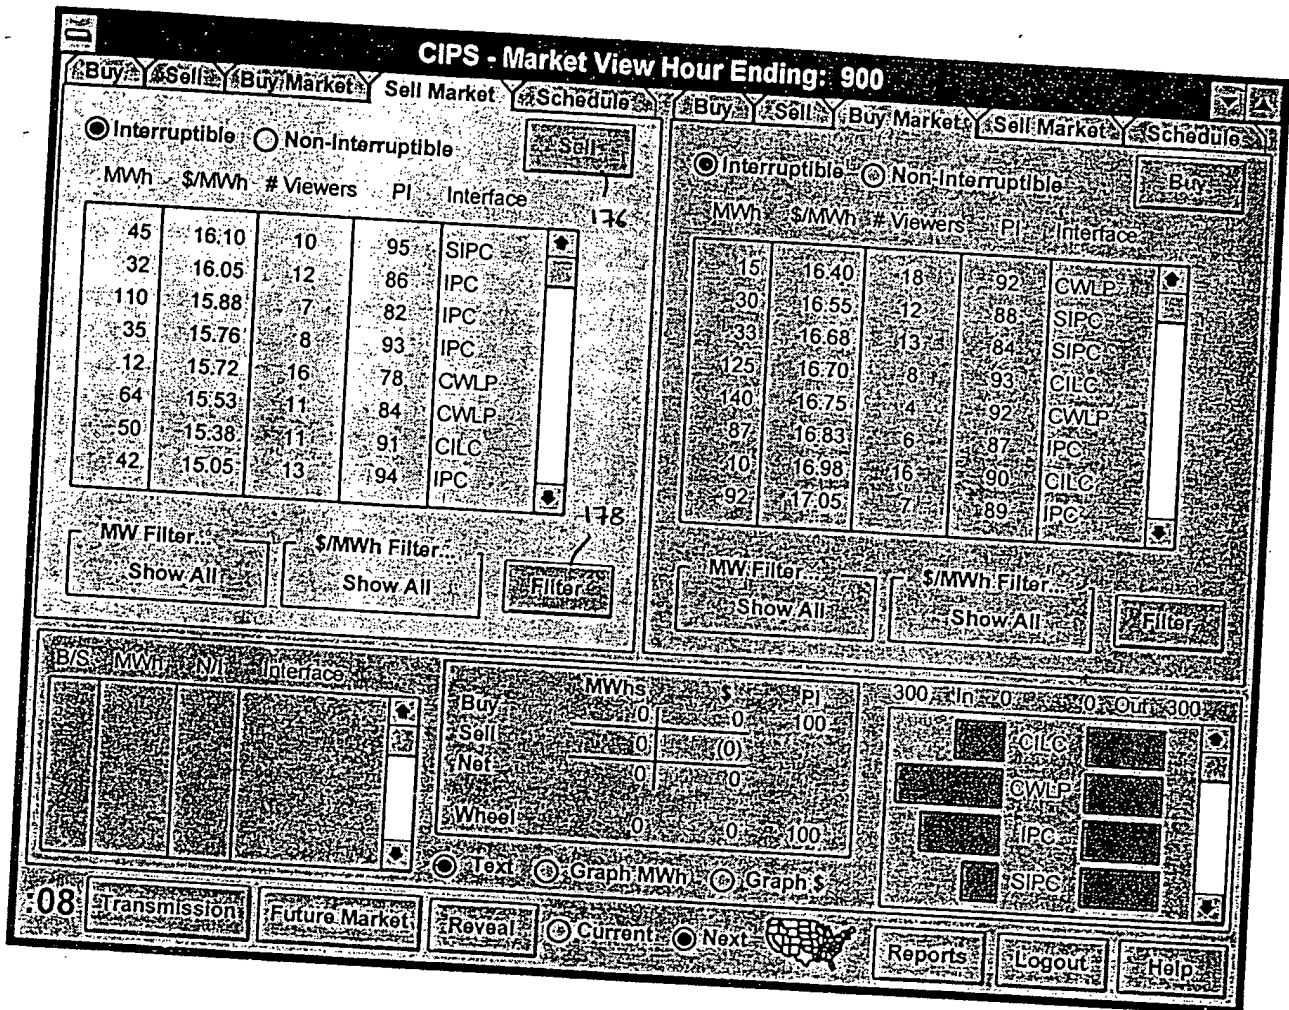 CIPS - Market View Hour Ending: 900
Buy Sell Buy Market Sell Market Schedule
Interruptible Non-Interruptible Sell
176
MWh $/MWh # Viewers PI Interface
45 16.10 10 95 SIPC
32 16.05 12 86 IPC
110 15.88 7 82 IPC
35 15.76 8 93 IPC
12 15.72 16 78 CWLP
64 15.53 11 84 CWLP
50 15.38 11 91 CILC
42 15.05 13 94 IPC
178
MW Filter... $/MWh Filter...
Show All Show All Filter
Buy Sell Buy Market Sell Market Schedule
Interruptible Non-Interruptible Buy
MWh $/MWh # Viewers PI Interface
15 16.40 18 92 CWLP
30 16.55 12 88 SIPC
33 16.68 13 84 SIPC
125 16.70 8 93 CILC
140 16.75 4 92 CWLP
87 16.83 6 87 IPC
10 16.98 16 90 CILC
92 17.05 7 89 IPC
MW Filter... $/MWh Filter...
Show All Show All Filter
B/S MWh N/I Interface
MWhs $ PI
Buy 0 0 100
Sell 0 (0)
Net 0 0
Wheel 0 0 100
Text Graph MWh Graph $
300 In 0 0 Out 300
CILC
CWLP
IPC
SIPC
:08 Transmission Future Market Reveal Current Next Reports Logout Help